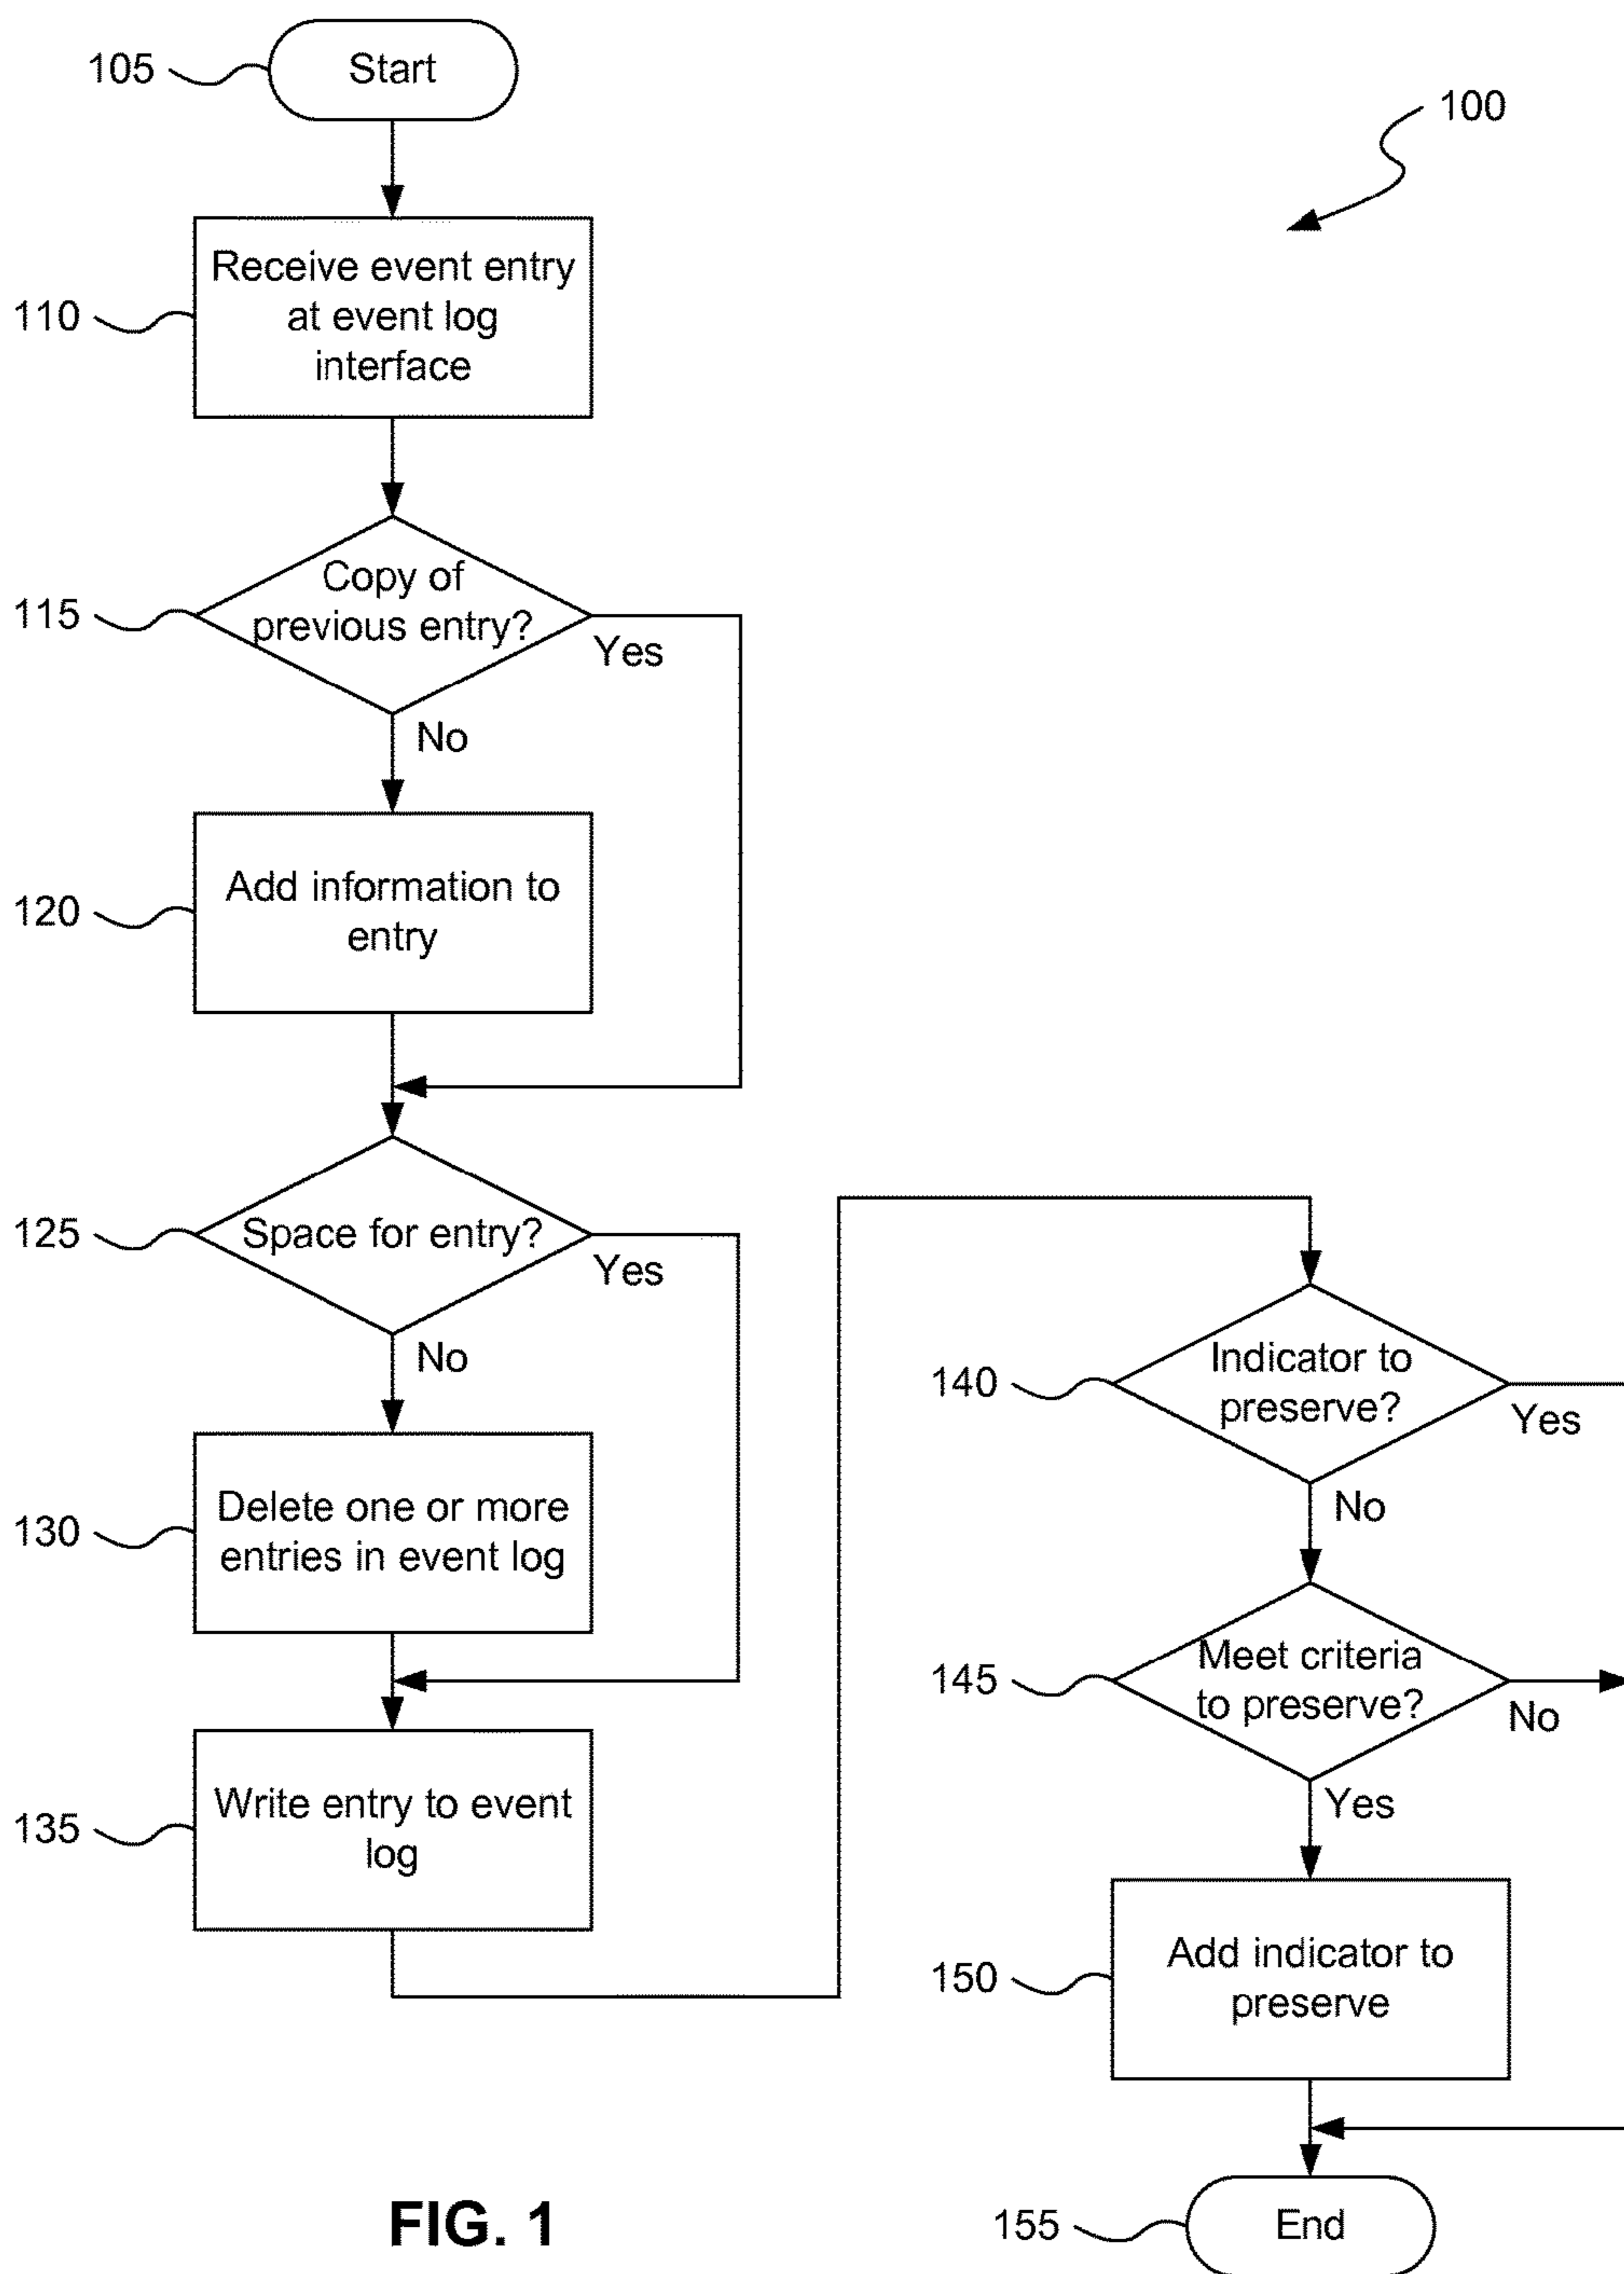 105
Start
100
110
Receive event entry
at event log
interface
115
Copy of
previous entry?
Yes
No
120
Add information to
entry
125
Space for entry?
Yes
No
130
Delete one or more
entries in event log
135
Write entry to event
log
140
Indicator to
preserve?
Yes
No
145
Meet criteria
to preserve?
No
Yes
150
Add indicator to
preserve
155
End
FIG. 1